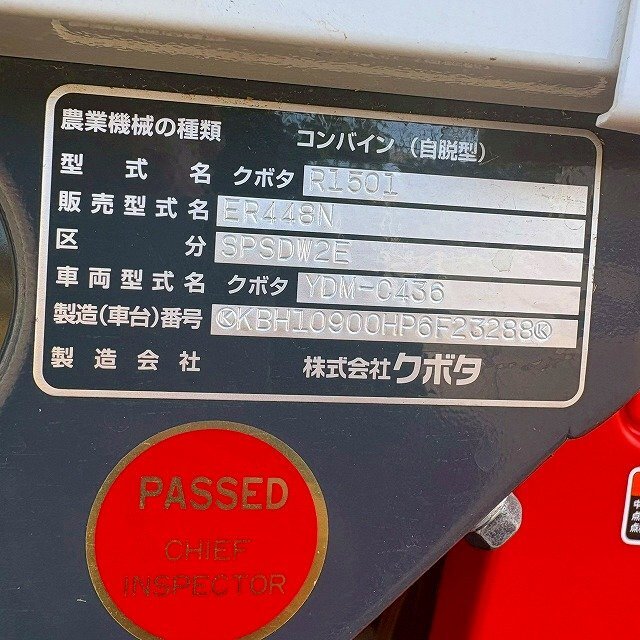 農業機械の種類 コンバイン (自脱型)
型式名 クボタ R1501
販売型式名 ER448N
区分 SPSDW2E
車両型式名 クボタ YDM-C436
製造(車台)番号 ⓀKBH10900HP6F23288Ⓚ
製造会社 株式会社クボタ
PASSED
CHIEF
INSPECTOR